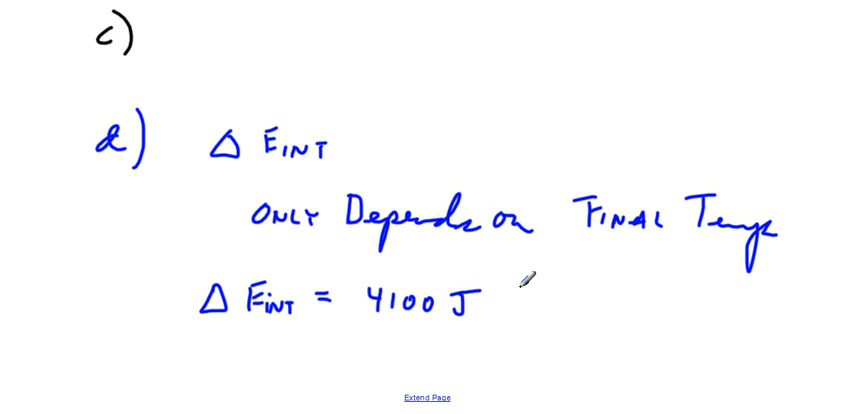 c)
d) Δ EINT
ONLY Depends on FINAL Temp
Δ EINT = 4100 J
Extend Page